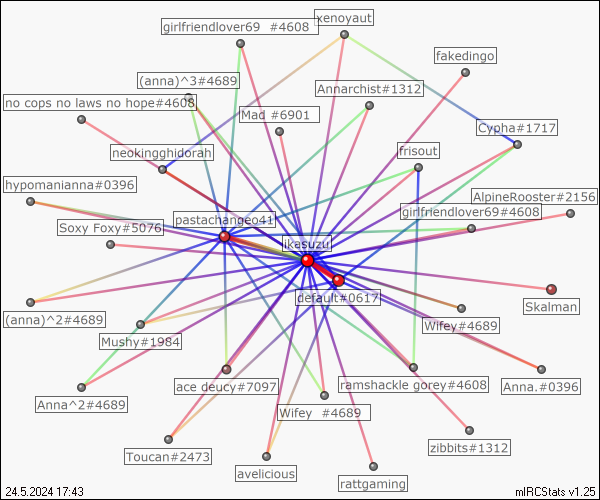 xenoyaut
girlfriendlover69  #4608
fakedingo
(anna)^3#4689
Annarchist#1312
no cops no laws no hope#4608
Mad #6901
Cypha#1717
neokingghidorah
frisout
hypomanianna#0396
AlpineRooster#2156
pastachangeo41
girlfriendlover69#4608
Soxy Foxy#5076
ikasuzu
default#0617
Skalman
(anna)^2#4689
Wifey#4689
Mushy#1984
ace deucy#7097
ramshackle gorey#4608
Anna.#0396
Anna^2#4689
Wifey  #4689
zibbits#1312
Toucan#2473
avelicious
rattgaming
24.5.2024 17:43
mIRCStats v1.25